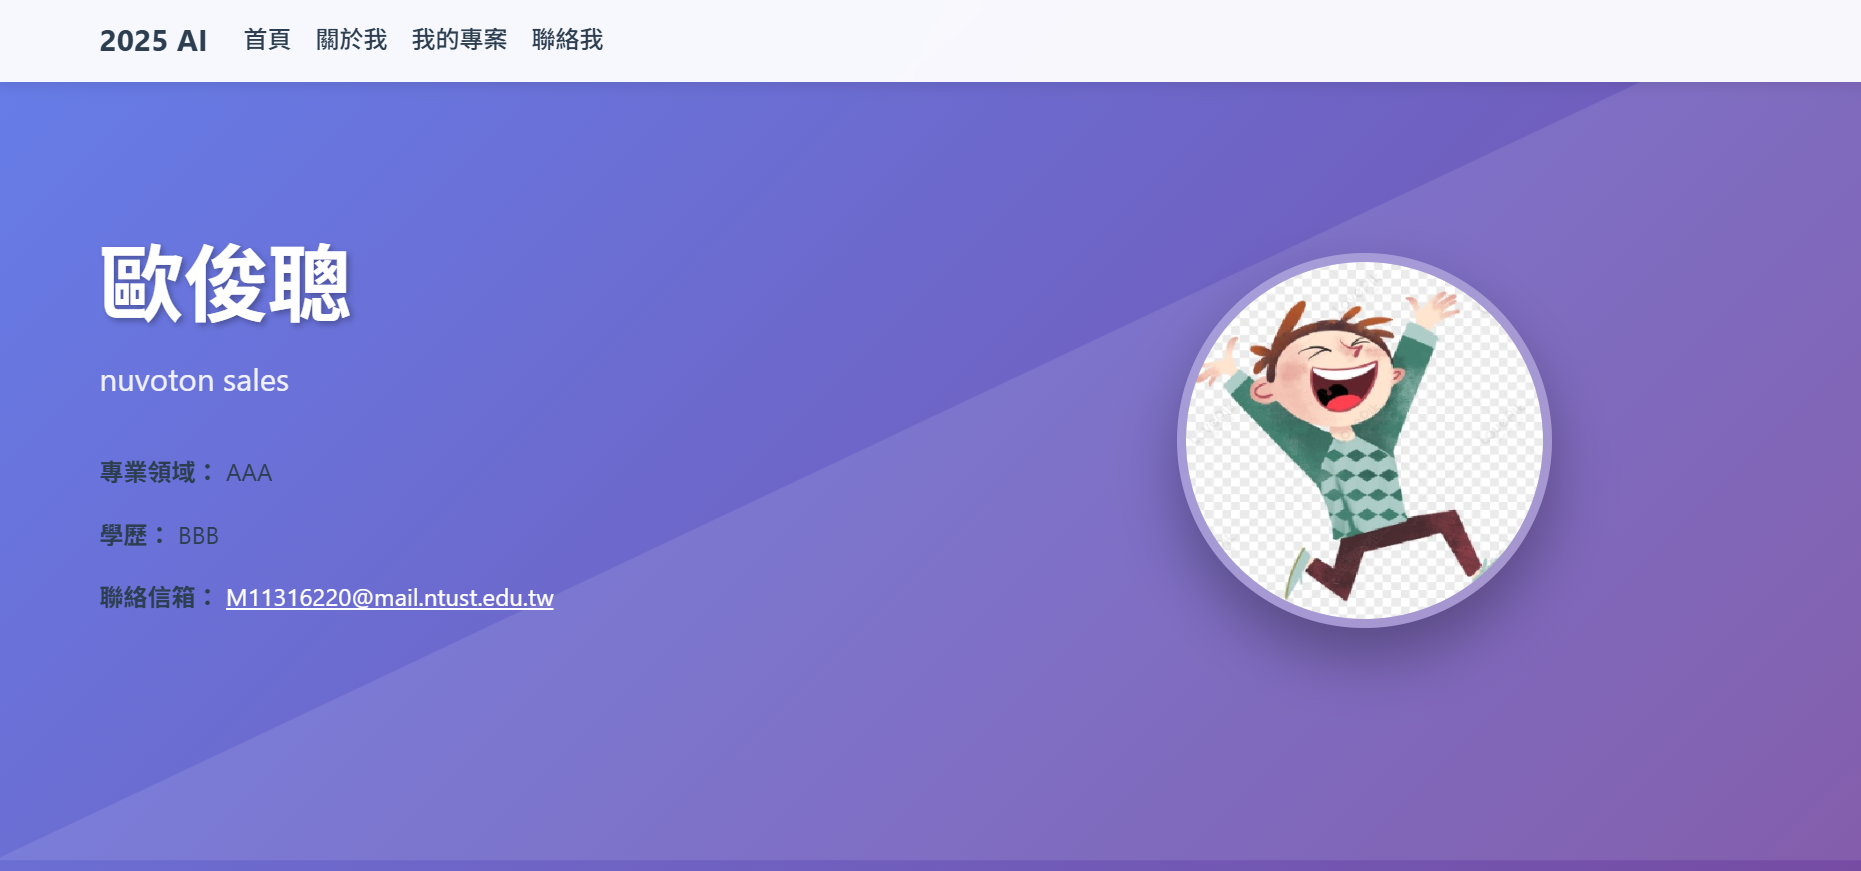 2025 AI 首頁 關於我 我的專案 聯絡我
歐俊聰
nuvoton sales
專業領域： AAA
學歷： BBB
聯絡信箱： M11316220@mail.ntust.edu.tw